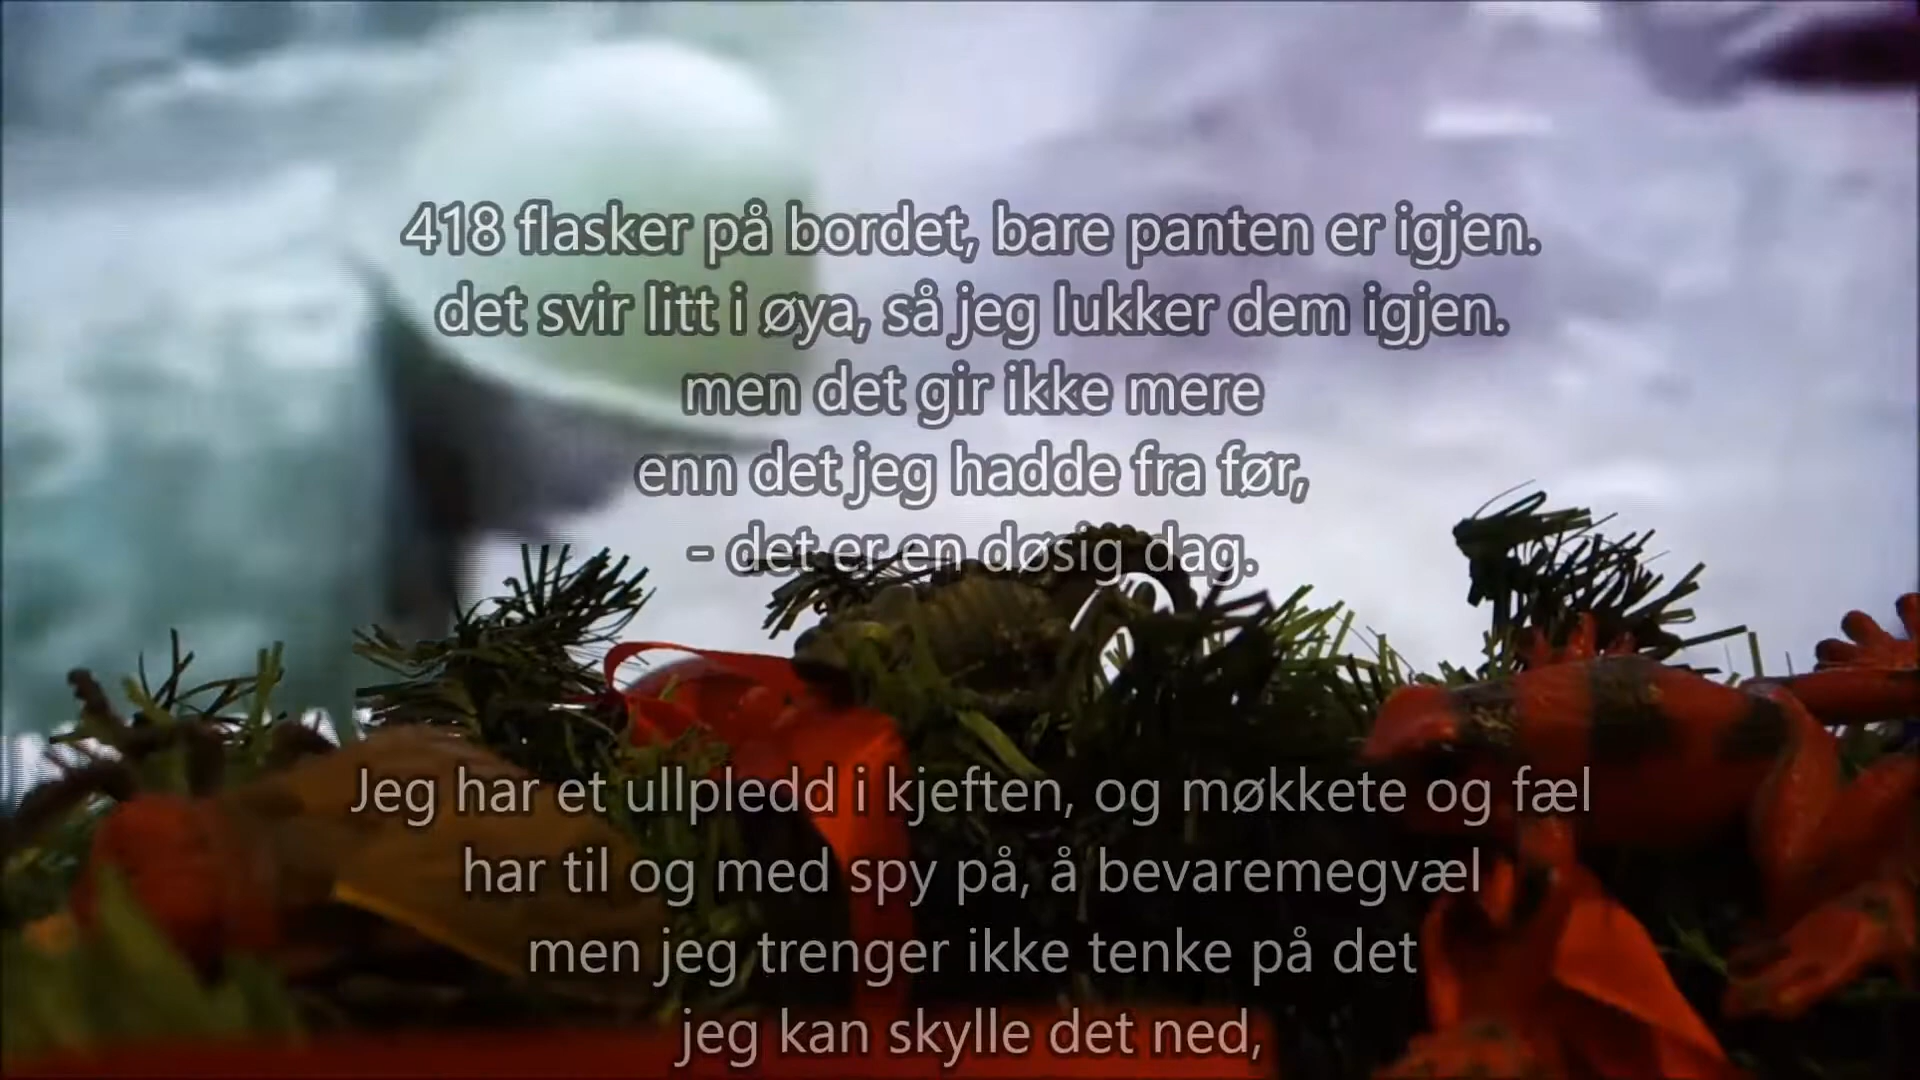 418 flasker på bordet, bare panten er igjen.
det svir litt i øya, så jeg lukker dem igjen.
men det gir ikke mere
enn det jeg hadde fra før,
- det er en døsig dag.
Jeg har et ullpledd i kjeften, og møkkete og fæl
har til og med spy på, å bevaremegvæl
men jeg trenger ikke tenke på det
jeg kan skylle det ned,